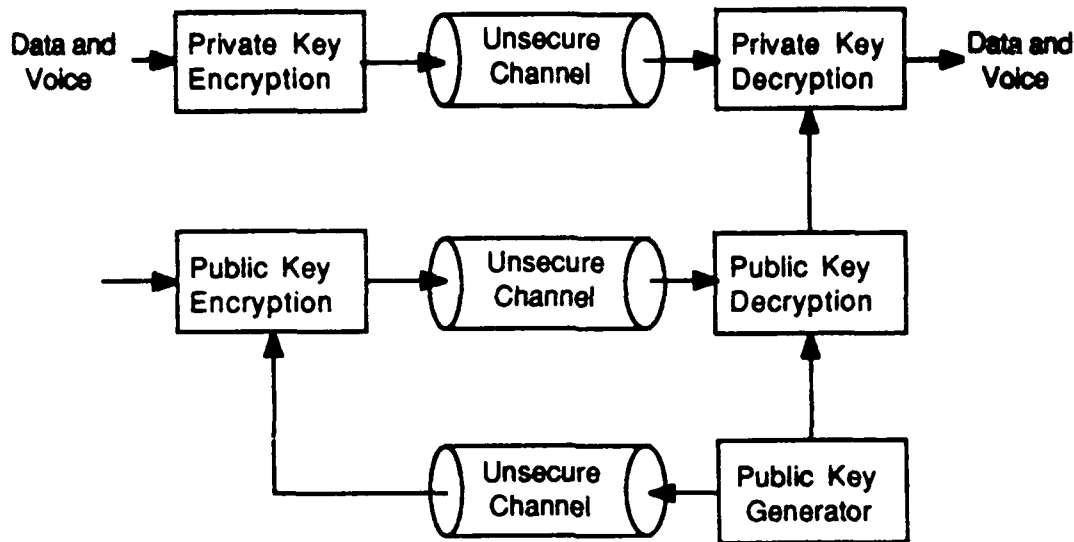 Data and
Voice
Private Key
Encryption
Unsecure
Channel
Private Key
Decryption
Data and
Voice
Public Key
Encryption
Unsecure
Channel
Public Key
Decryption
Unsecure
Channel
Public Key
Generator